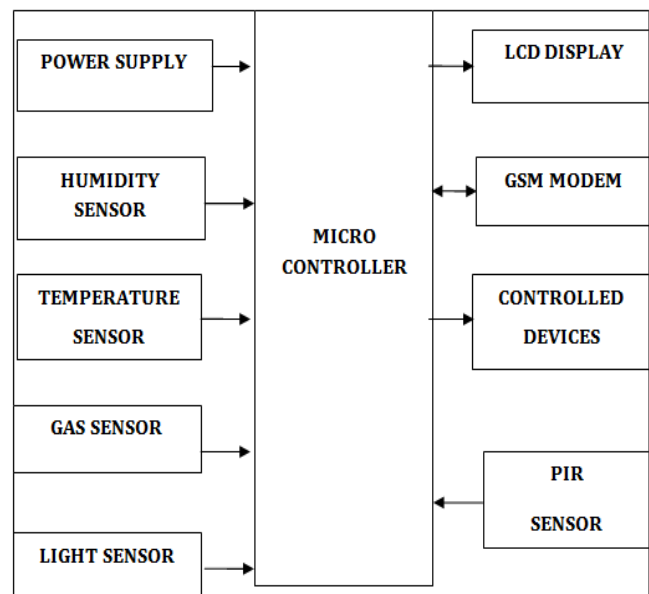 POWER SUPPLY
HUMIDITY
SENSOR
TEMPERATURE
SENSOR
GAS SENSOR
LIGHT SENSOR
MICRO
CONTROLLER
LCD DISPLAY
GSM MODEM
CONTROLLED
DEVICES
PIR
SENSOR